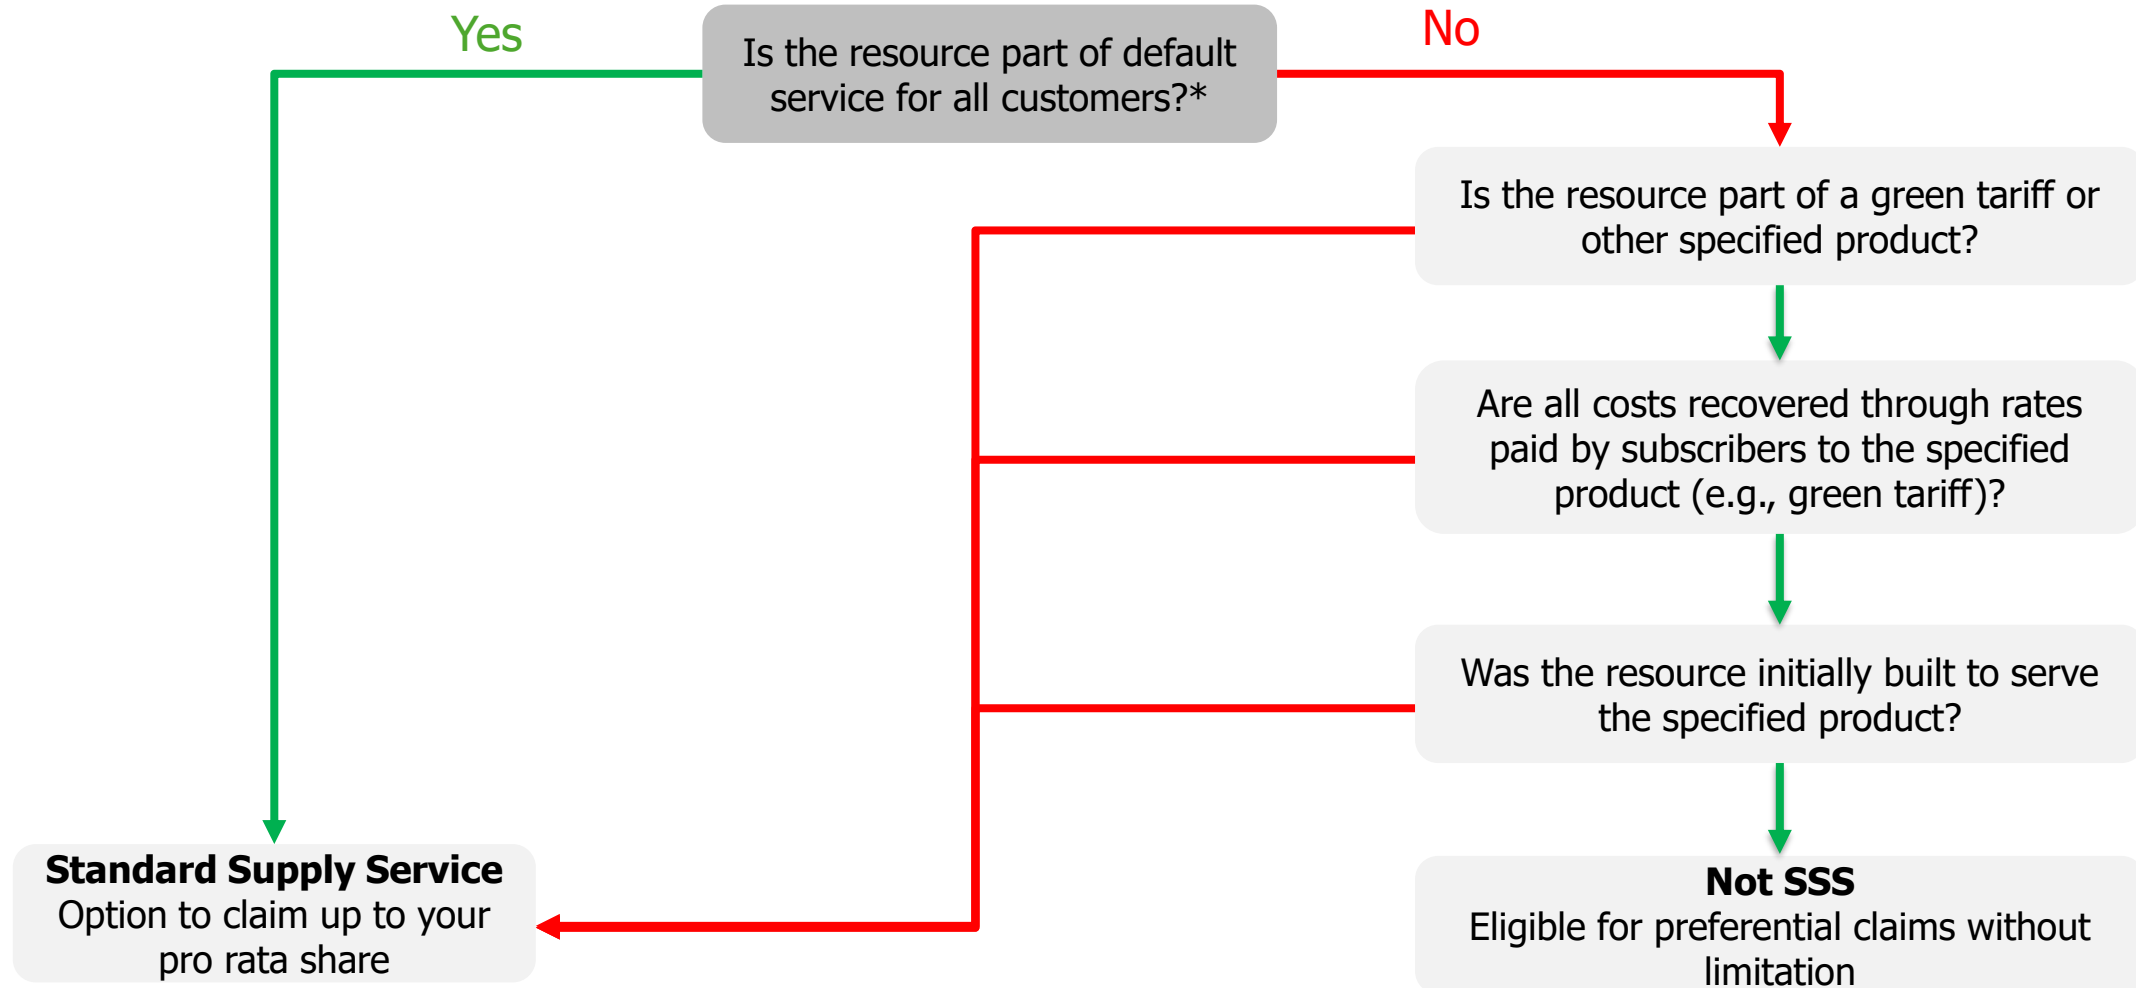 Yes
Is the resource part of default
service for all customers?*
No
Is the resource part of a green tariff or
other specified product?
Are all costs recovered through rates
paid by subscribers to the specified
product (e.g., green tariff)?
Was the resource initially built to serve
the specified product?
Standard Supply Service
Option to claim up to your
pro rata share
Not SSS
Eligible for preferential claims without
limitation